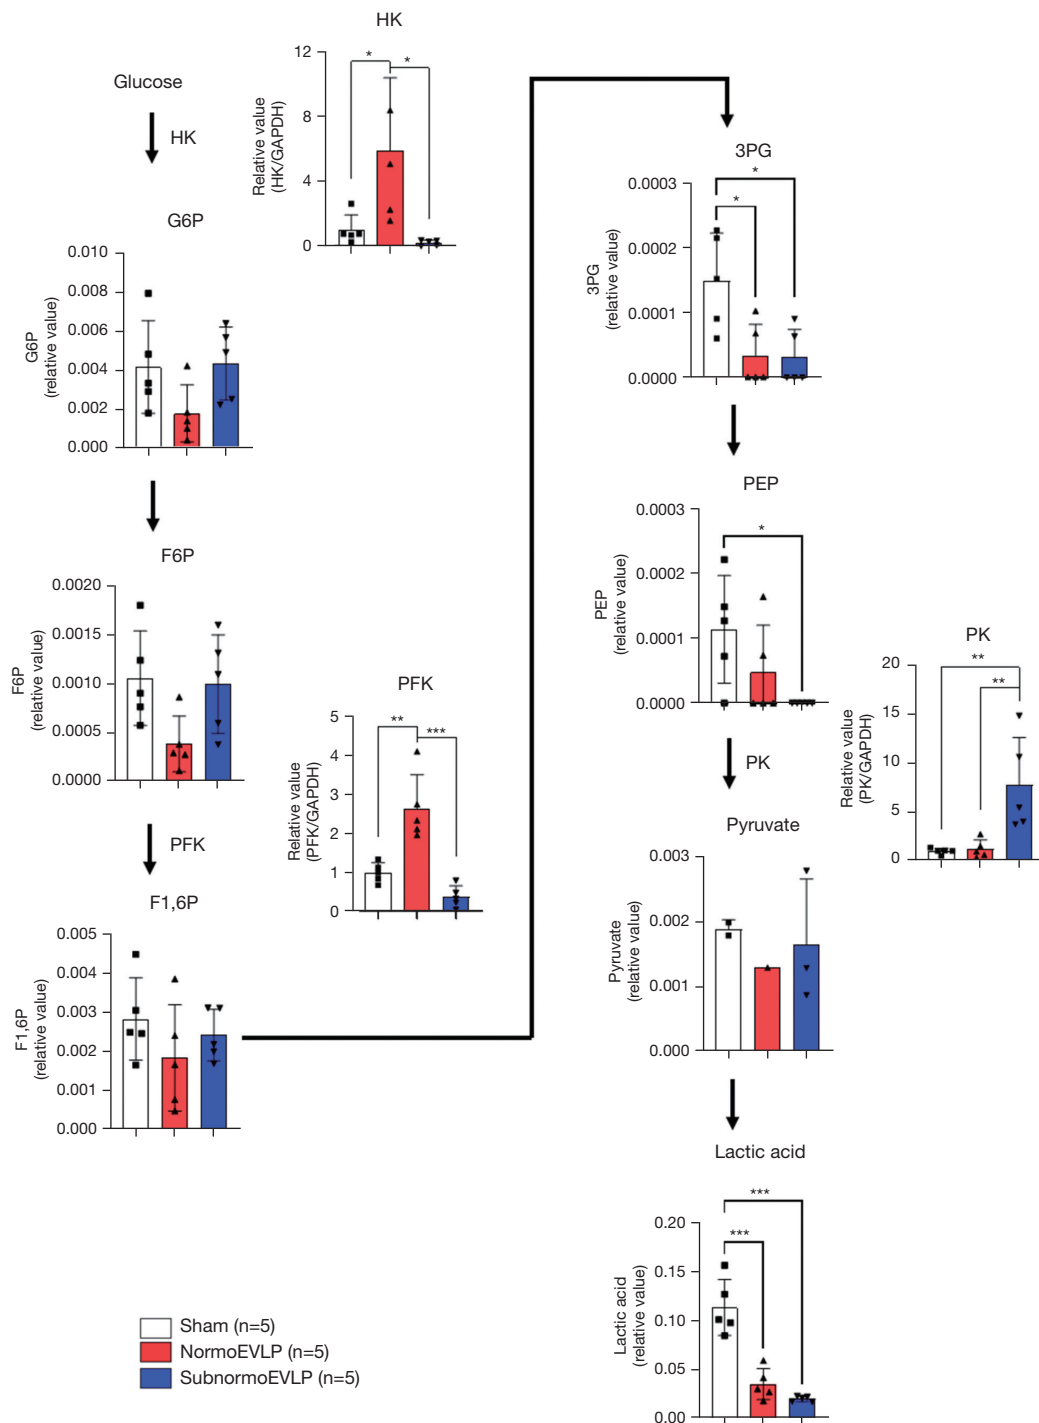 HK
12
8
4
0
Relative value
(HK/GAPDH)
*
*
Glucose
HK
G6P
0.010
0.008
0.006
0.004
0.002
0.000
G6P
(relative value)
F6P
0.0020
0.0015
0.0010
0.0005
0.0000
F6P
(relative value)
PFK
PFK
5
4
3
2
1
0
Relative value
(PFK/GAPDH)
**
***
F1,6P
0.005
0.004
0.003
0.002
0.001
0.000
F1,6P
(relative value)
3PG
0.0003
0.0002
0.0001
0.0000
3PG
(relative value)
*
*
PEP
0.0003
0.0002
0.0001
0.0000
PEP
(relative value)
*
PK
PK
20
15
10
5
0
Relative value
(PK/GAPDH)
**
**
Pyruvate
0.003
0.002
0.001
0.000
Pyruvate
(relative value)
Lactic acid
0.20
0.15
0.10
0.05
0.00
Lactic acid
(relative value)
***
***
Sham (n=5)
NormoEVLP (n=5)
SubnormoEVLP (n=5)